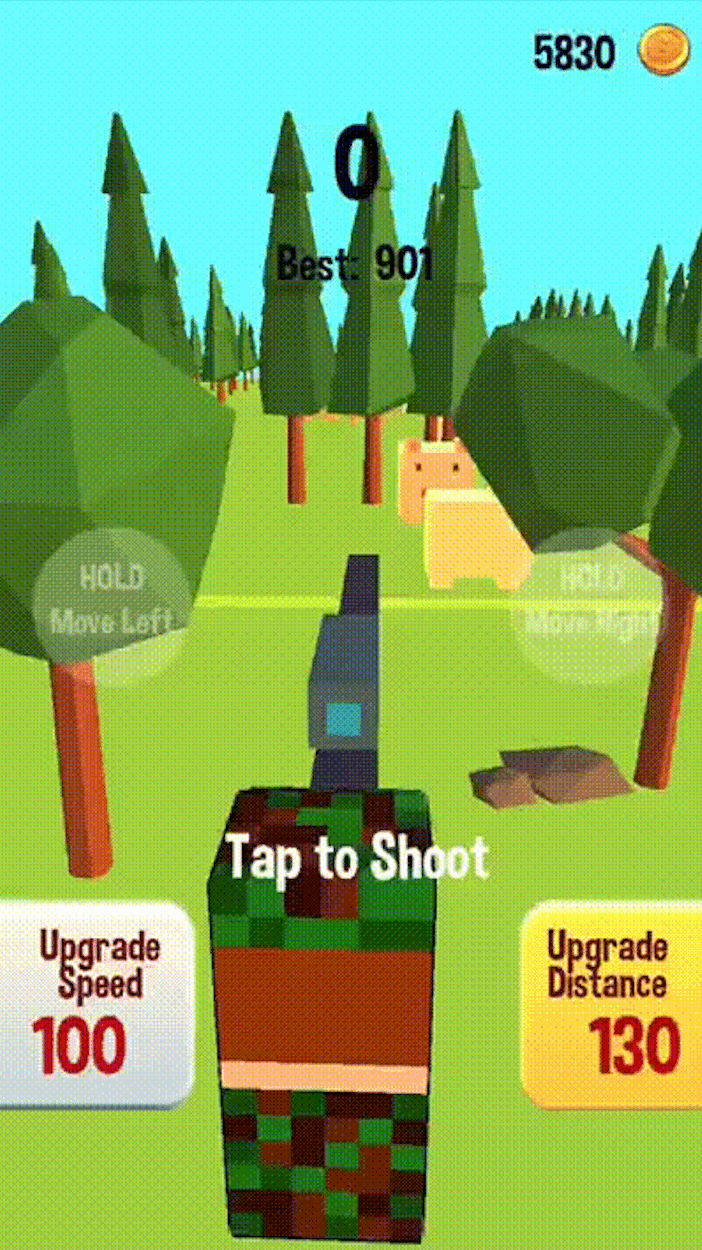 5830
0
Best: 901
HOLD
Move Left
HOLD
Move Right
Tap to Shoot
Upgrade
Speed
100
Upgrade
Distance
130